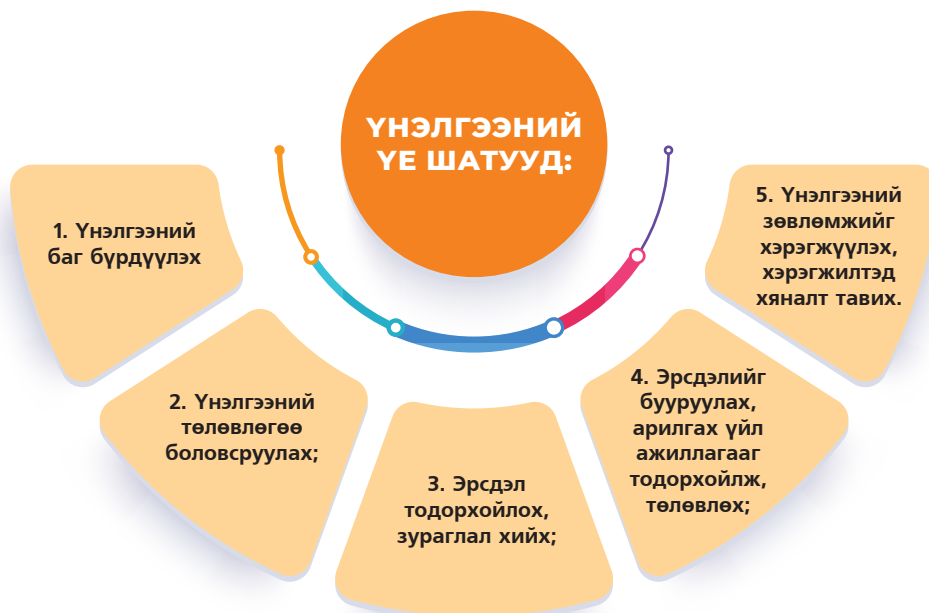 ҮНЭЛГЭЭНИЙ
ҮЕ ШАТУУД:
1. Үнэлгээний
баг бүрдүүлэх
2. Үнэлгээний
төлөвлөгөө
боловсруулах;
3. Эрсдэл
тодорхойлох,
зураглал хийх;
4. Эрсдэлийг
бууруулах,
арилгах үйл
ажиллагааг
тодорхойлж,
төлөвлөх;
5. Үнэлгээний
зөвлөмжийг
хэрэгжүүлэх,
хэрэгжилтэд
хяналт тавих.